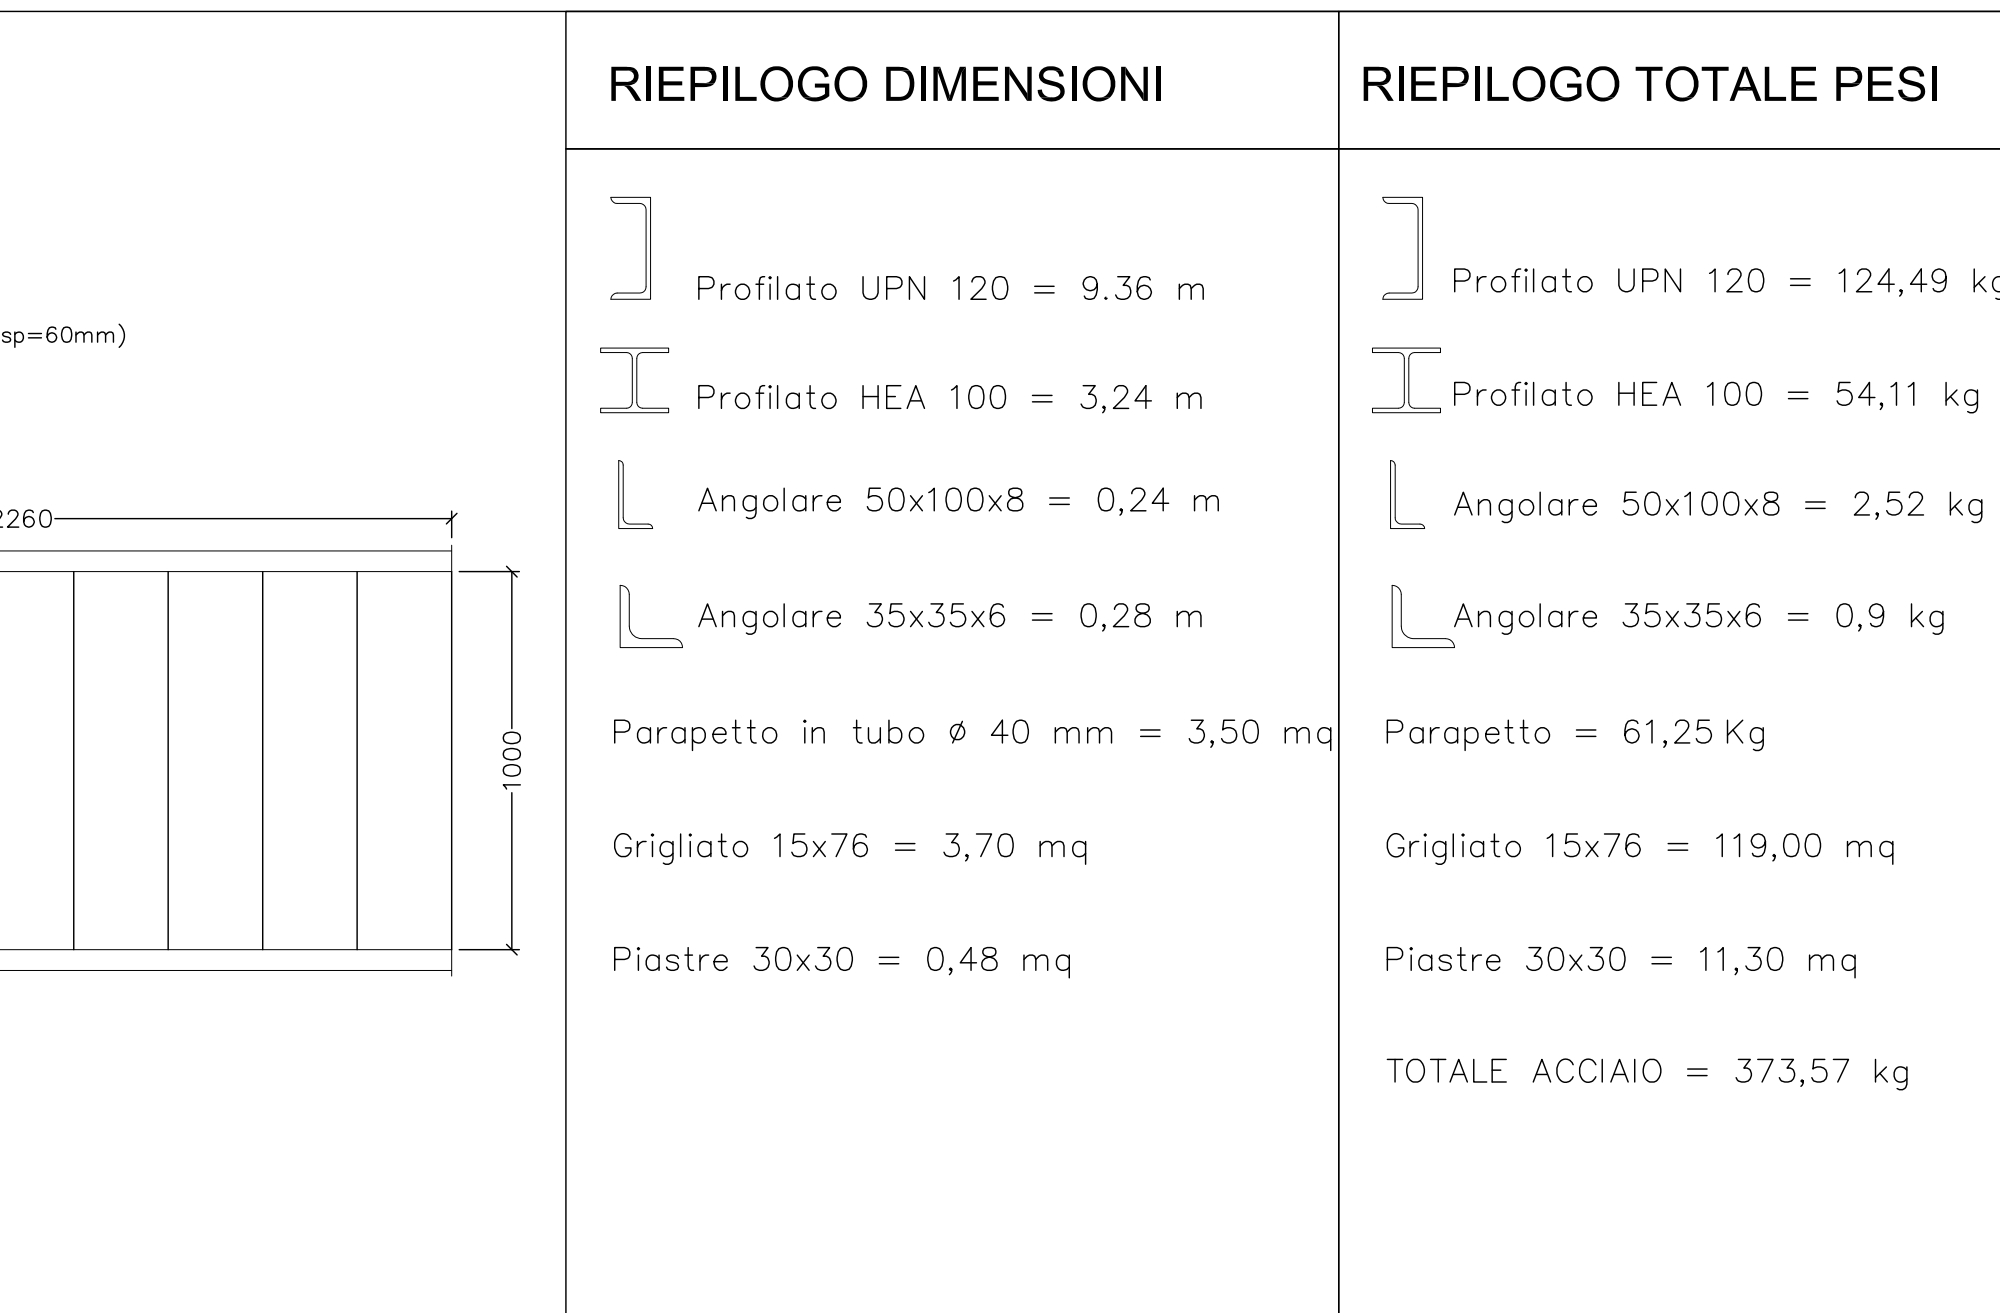 sp=60mm)
2260
1000
RIEPILOGO DIMENSIONI
Profilato UPN 120 = 9.36 m
Profilato HEA 100 = 3,24 m
Angolare 50x100x8 = 0,24 m
Angolare 35x35x6 = 0,28 m
Parapetto in tubo ø 40 mm = 3,50 mq
Grigliato 15x76 = 3,70 mq
Piastre 30x30 = 0,48 mq
RIEPILOGO TOTALE PESI
Profilato UPN 120 = 124,49 kg
Profilato HEA 100 = 54,11 kg
Angolare 50x100x8 = 2,52 kg
Angolare 35x35x6 = 0,9 kg
Parapetto = 61,25 Kg
Grigliato 15x76 = 119,00 mq
Piastre 30x30 = 11,30 mq
TOTALE ACCIAIO = 373,57 kg